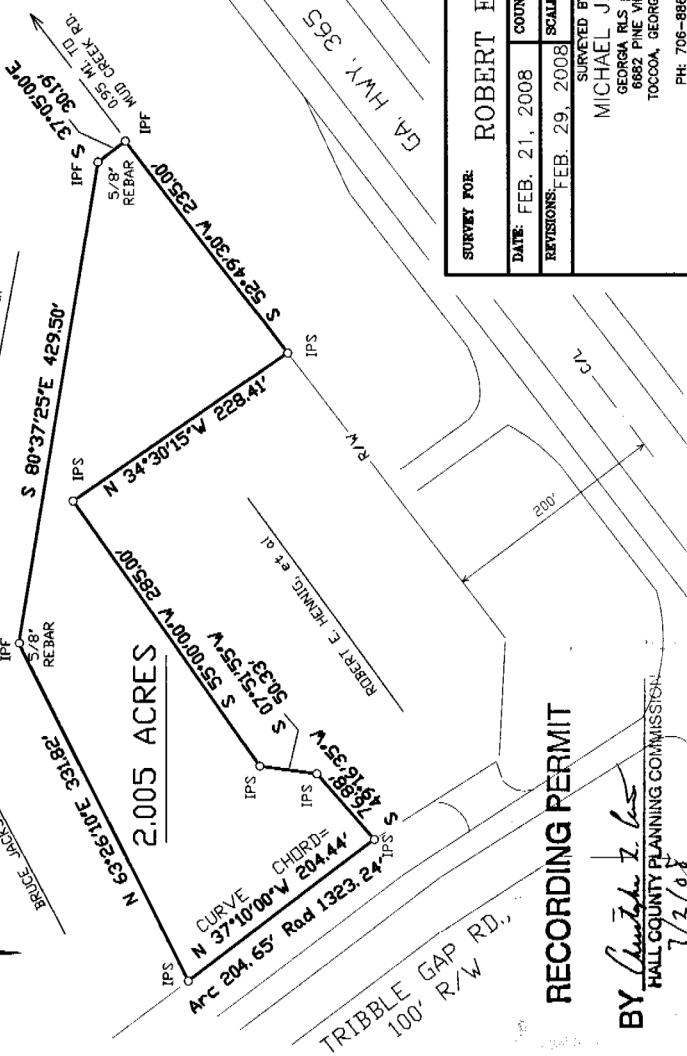 0.95 MI. TO
MUD CREEK RD.
S 37°05'00"E
30.19'
IPF
IPF
5/8'
REBAR
S 80°37'25"E 429.50'
IPF
5/8'
REBAR
BRUCE
N 63°26'10"E 331.82'
2.005 ACRES
IPS
N 34°30'15"W 228.41'
S 52°49'30"W 235.00'
IPS
GA. HWY. 365
S 55°00'00"W 285.00'
S 07°51'55"W
50.33'
ROBERT E. HENNIG, et al
R/W
C/L
200'
IPS
IPS
76.88'
S 49°16'35"W
IPS
IPS
CURVE CHORD=
N 37°10'00"W 204.44'
Arc 204.65' Rad 1323.24'
TRIBBLE GAP RD.,
100' R/W
RECORDING PERMIT
BY
HALL COUNTY PLANNING COMMISSION
7/2/08
SURVEY FOR:
ROBERT E
DATE: FEB. 21, 2008
COUN
REVISIONS: FEB. 29, 2008
SCAL
SURVEYED B
MICHAEL J.
GEORGIA RLS
6682 PINE VI
TOCCOA, GEORG
PH: 706-886